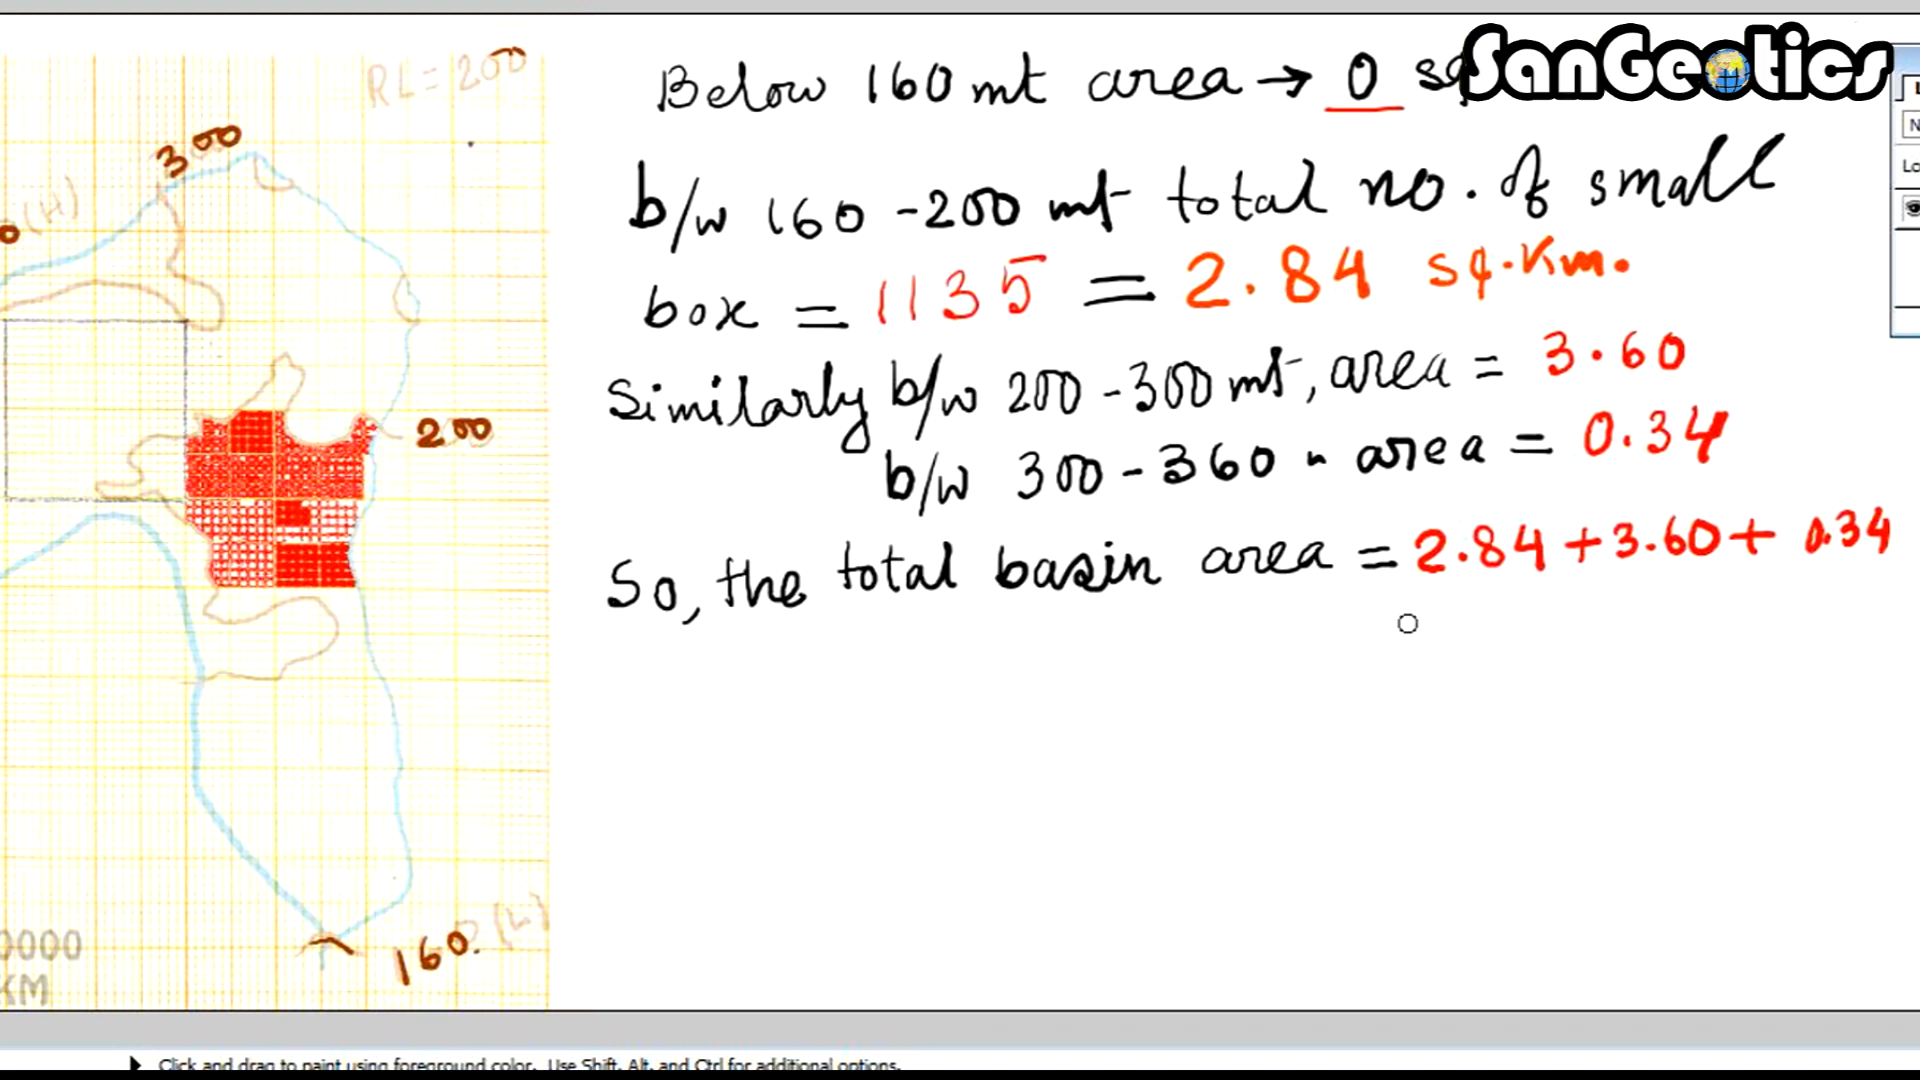 RL = 200
300
(H)
200
160.
(L)
0000
KM
Below 160 mt area → 0 sq
SanGeotics
b/w 160 - 200 mt total no. of small
box = 1135 = 2.84 sq.Km.
Similarly b/w 200 - 300 mt, area = 3.60
b/w 300 - 360 " area = 0.34
So, the total basin area = 2.84 + 3.60 + 0.34
Click and drag to paint using foreground color. Use Shift, Alt, and Ctrl for additional options.